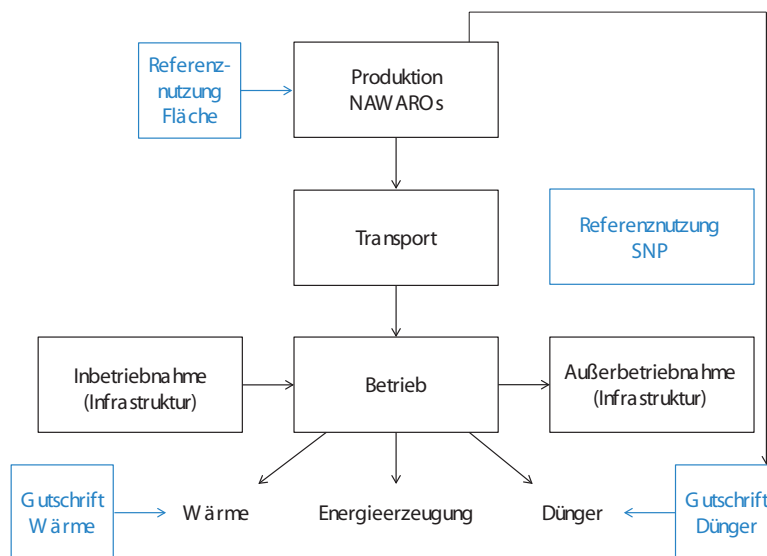 Referenz-
nutzung
Fläche
Produktion
NAWAROs
Transport
Referenznutzung
SNP
Inbetriebnahme
(Infrastruktur)
Betrieb
Außerbetriebnahme
(Infrastruktur)
Gutschrift
Wärme
Wärme
Energieerzeugung
Dünger
Gutschrift
Dünger